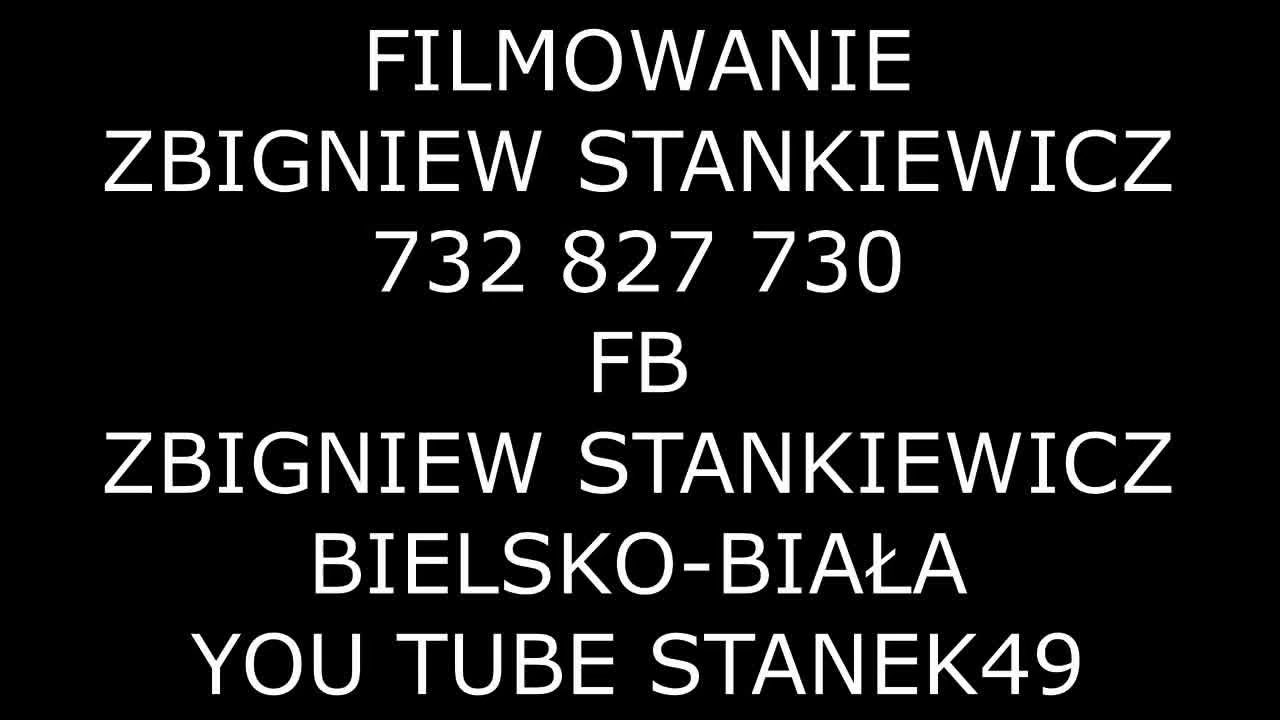 FILMOWANIE
ZBIGNIEW STANKIEWICZ
732 827 730
FB
ZBIGNIEW STANKIEWICZ
BIELSKO-BIAŁA
YOU TUBE STANEK49